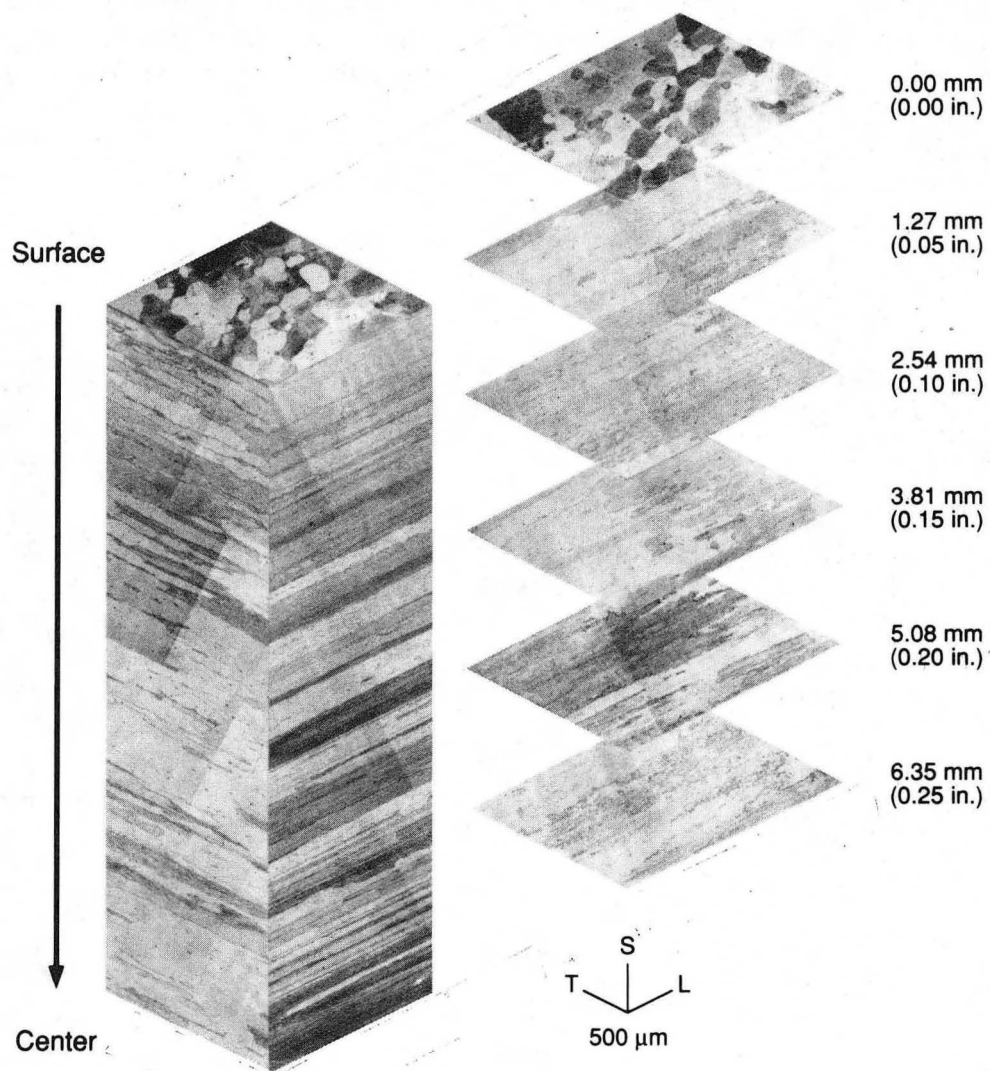 Surface
Center
0.00 mm
(0.00 in.)
1.27 mm
(0.05 in.)
2.54 mm
(0.10 in.)
3.81 mm
(0.15 in.)
5.08 mm
(0.20 in.)
6.35 mm
(0.25 in.)
S
T L
500 µm